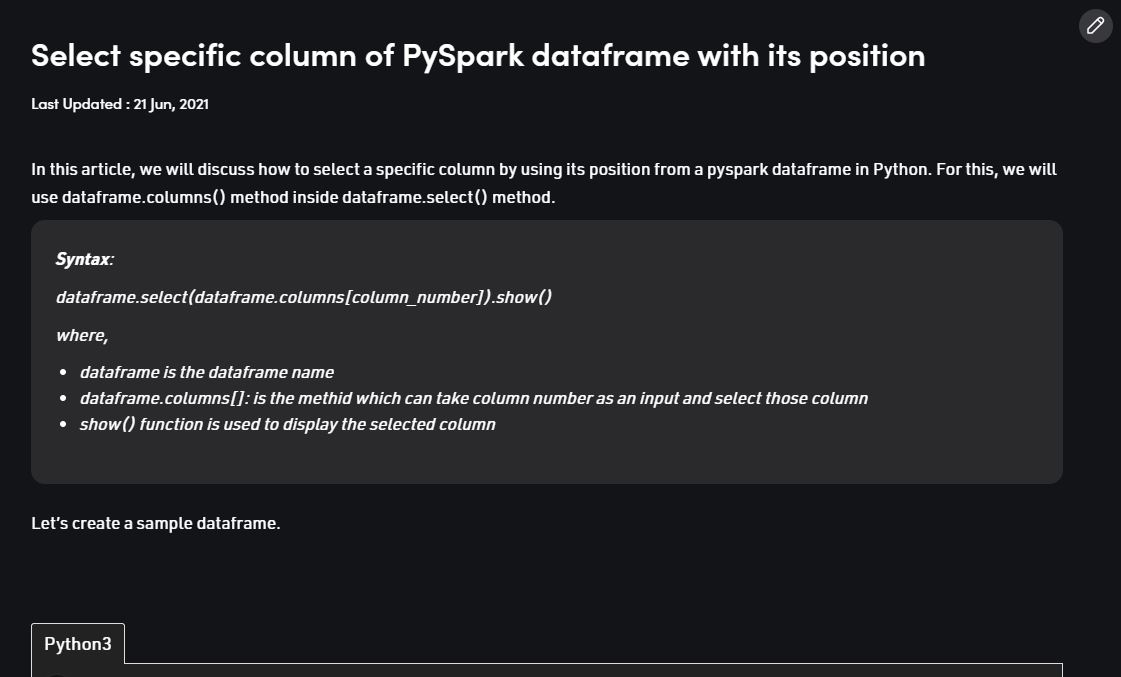 Select specific column of PySpark dataframe with its position
Last Updated : 21 Jun, 2021
In this article, we will discuss how to select a specific column by using its position from a pyspark dataframe in Python. For this, we will
use dataframe.columns() method inside dataframe.select() method.
Syntax:
dataframe.select(dataframe.columns[column_number]).show()
where,
• dataframe is the dataframe name
• dataframe.columns[]: is the methid which can take column number as an input and select those column
• show() function is used to display the selected column
Let’s create a sample dataframe.
Python3